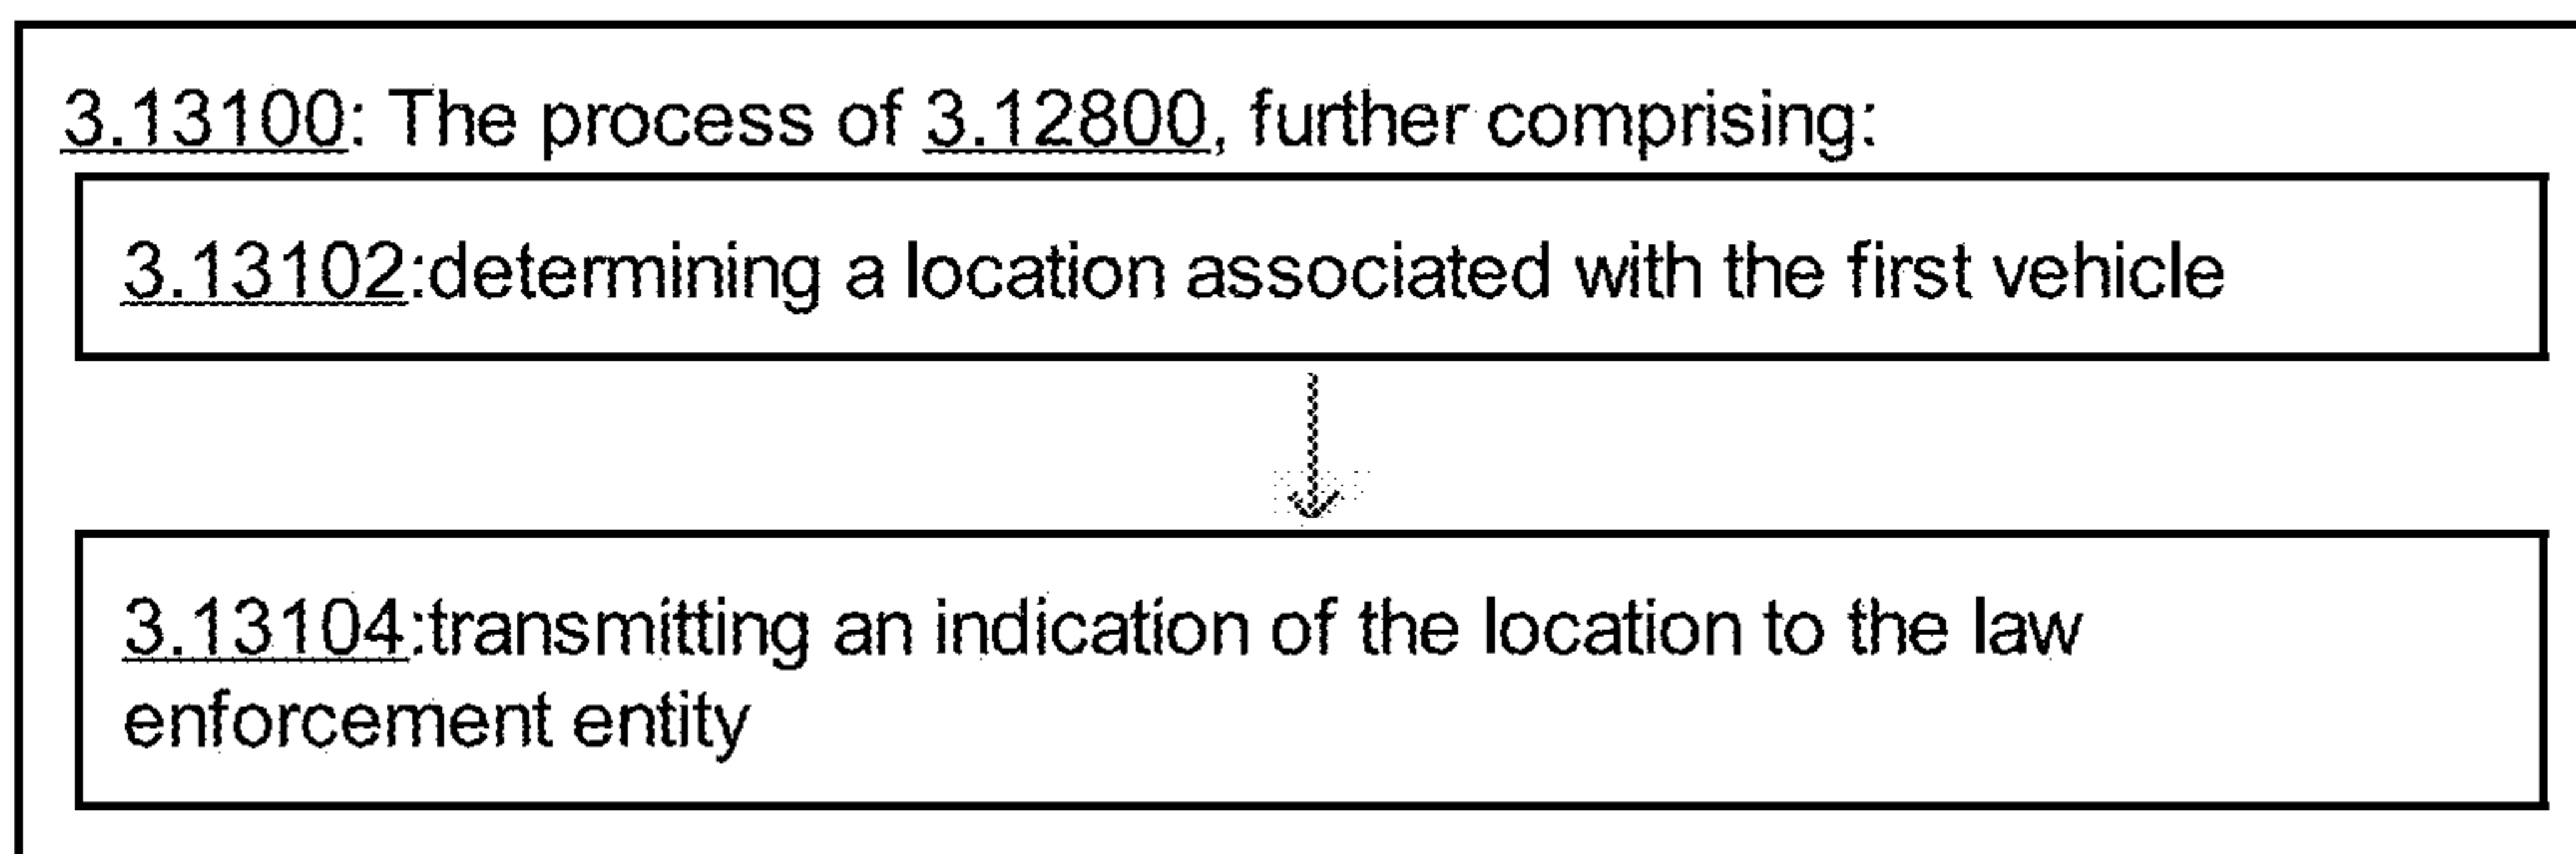 3.13100: The process of 3.12800, further comprising:
3.13102:determining a location associated with the first vehicle
3.13104:transmitting an indication of the location to the law
enforcement entity